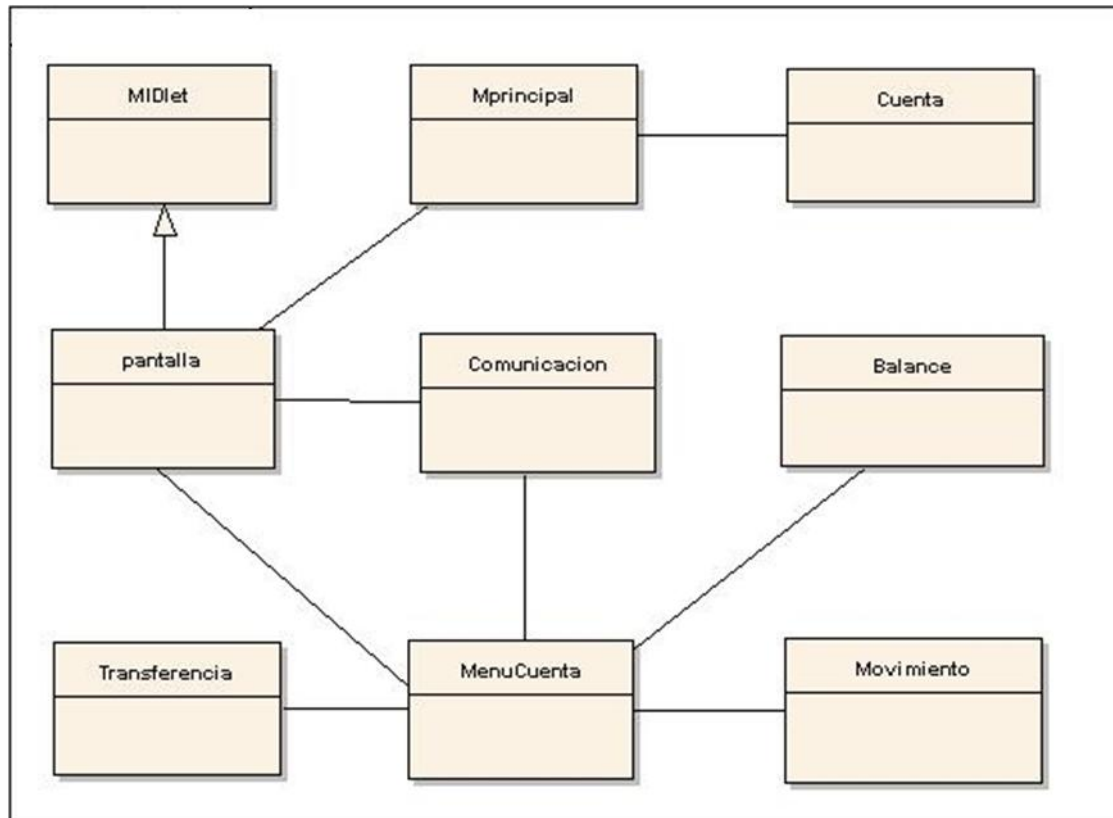 MIDlet
Mprincipal
Cuenta
pantalla
Comunicacion
Balance
Transferencia
MenuCuenta
Movimiento